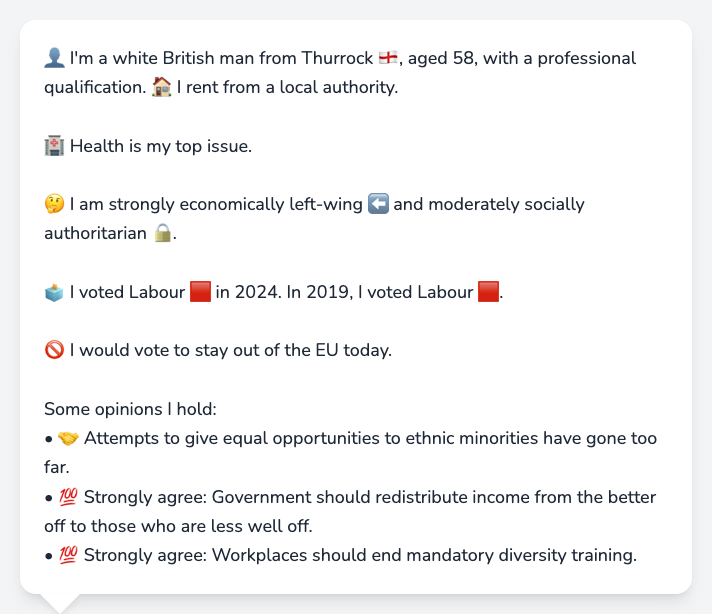 👤 I'm a white British man from Thurrock 🏴󠁧󠁢󠁥󠁮󠁧󠁿, aged 58, with a professional
qualification. 🏠 I rent from a local authority.
🏥 Health is my top issue.
🤔 I am strongly economically left-wing ⬅️ and moderately socially
authoritarian 🔒.
🗳️ I voted Labour 🟥 in 2024. In 2019, I voted Labour 🟥.
🚫 I would vote to stay out of the EU today.
Some opinions I hold:
• 🤝 Attempts to give equal opportunities to ethnic minorities have gone too
far.
• 💯 Strongly agree: Government should redistribute income from the better
off to those who are less well off.
• 💯 Strongly agree: Workplaces should end mandatory diversity training.